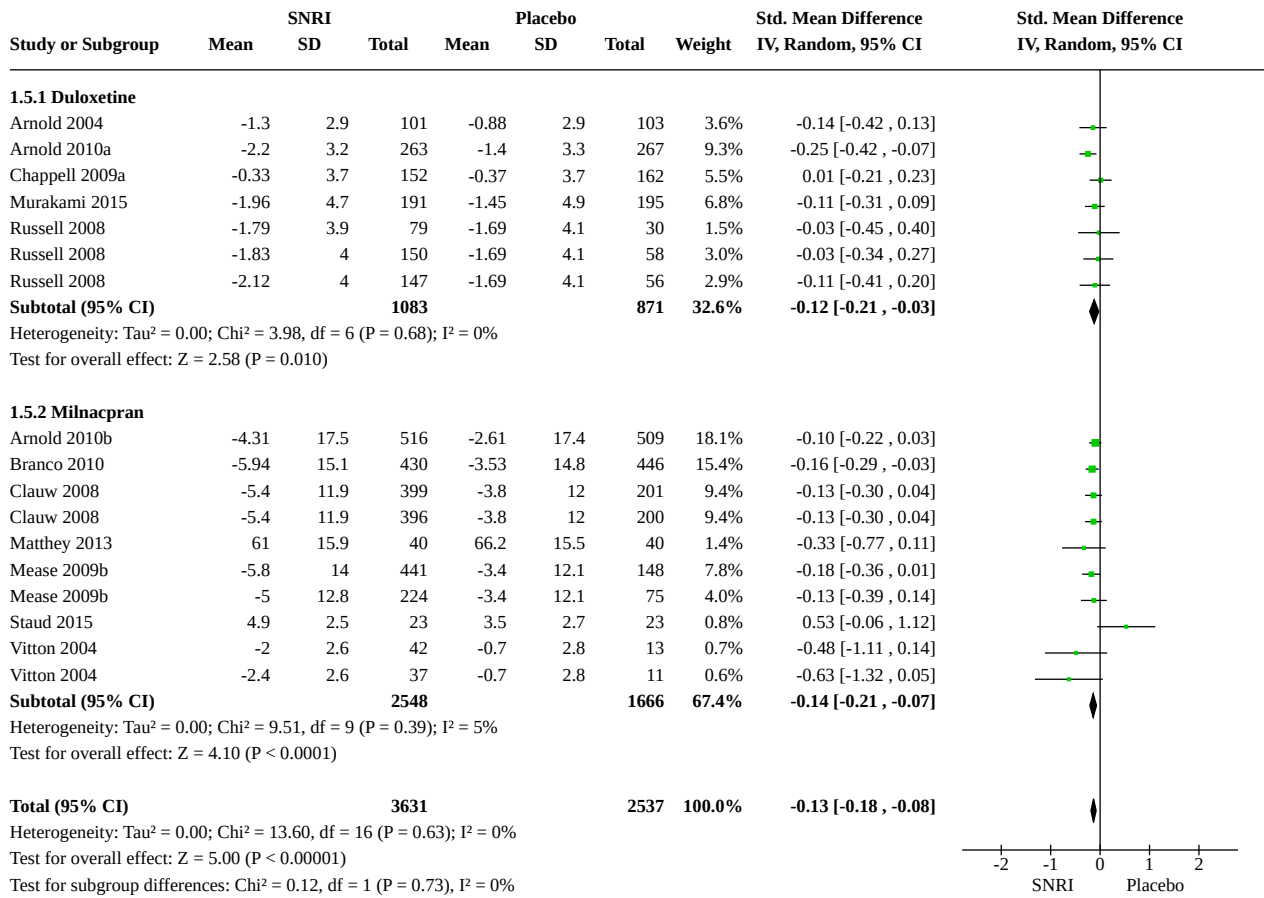 SNRI Placebo Std. Mean Difference Std. Mean Difference
Study or Subgroup Mean SD Total Mean SD Total Weight IV, Random, 95% CI IV, Random, 95% CI
1.5.1 Duloxetine
Arnold 2004 -1.3 2.9 101 -0.88 2.9 103 3.6% -0.14 [-0.42 , 0.13]
Arnold 2010a -2.2 3.2 263 -1.4 3.3 267 9.3% -0.25 [-0.42 , -0.07]
Chappell 2009a -0.33 3.7 152 -0.37 3.7 162 5.5% 0.01 [-0.21 , 0.23]
Murakami 2015 -1.96 4.7 191 -1.45 4.9 195 6.8% -0.11 [-0.31 , 0.09]
Russell 2008 -1.79 3.9 79 -1.69 4.1 30 1.5% -0.03 [-0.45 , 0.40]
Russell 2008 -1.83 4 150 -1.69 4.1 58 3.0% -0.03 [-0.34 , 0.27]
Russell 2008 -2.12 4 147 -1.69 4.1 56 2.9% -0.11 [-0.41 , 0.20]
Subtotal (95% CI) 1083 871 32.6% -0.12 [-0.21 , -0.03]
Heterogeneity: Tau² = 0.00; Chi² = 3.98, df = 6 (P = 0.68); I² = 0%
Test for overall effect: Z = 2.58 (P = 0.010)
1.5.2 Milnacpran
Arnold 2010b -4.31 17.5 516 -2.61 17.4 509 18.1% -0.10 [-0.22 , 0.03]
Branco 2010 -5.94 15.1 430 -3.53 14.8 446 15.4% -0.16 [-0.29 , -0.03]
Clauw 2008 -5.4 11.9 399 -3.8 12 201 9.4% -0.13 [-0.30 , 0.04]
Clauw 2008 -5.4 11.9 396 -3.8 12 200 9.4% -0.13 [-0.30 , 0.04]
Matthey 2013 61 15.9 40 66.2 15.5 40 1.4% -0.33 [-0.77 , 0.11]
Mease 2009b -5.8 14 441 -3.4 12.1 148 7.8% -0.18 [-0.36 , 0.01]
Mease 2009b -5 12.8 224 -3.4 12.1 75 4.0% -0.13 [-0.39 , 0.14]
Staud 2015 4.9 2.5 23 3.5 2.7 23 0.8% 0.53 [-0.06 , 1.12]
Vitton 2004 -2 2.6 42 -0.7 2.8 13 0.7% -0.48 [-1.11 , 0.14]
Vitton 2004 -2.4 2.6 37 -0.7 2.8 11 0.6% -0.63 [-1.32 , 0.05]
Subtotal (95% CI) 2548 1666 67.4% -0.14 [-0.21 , -0.07]
Heterogeneity: Tau² = 0.00; Chi² = 9.51, df = 9 (P = 0.39); I² = 5%
Test for overall effect: Z = 4.10 (P < 0.0001)
Total (95% CI) 3631 2537 100.0% -0.13 [-0.18 , -0.08]
Heterogeneity: Tau² = 0.00; Chi² = 13.60, df = 16 (P = 0.63); I² = 0%
Test for overall effect: Z = 5.00 (P < 0.00001)
Test for subgroup differences: Chi² = 0.12, df = 1 (P = 0.73), I² = 0%
-2 -1 0 1 2
SNRI Placebo